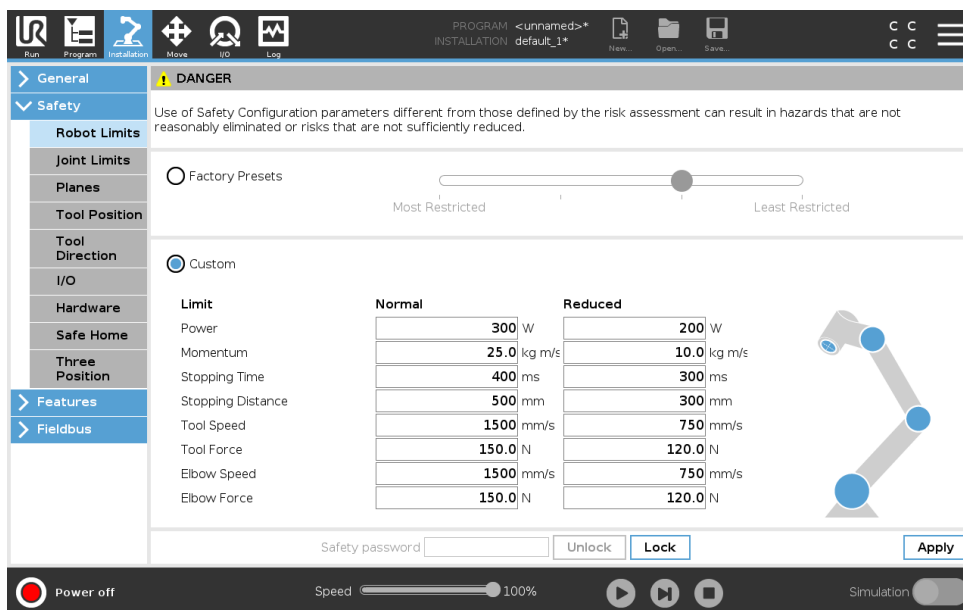 UR
Run
Program
Installation
Move
I/O
Log
PROGRAM <unnamed>*
INSTALLATION default_1*
New...
Open...
Save...
C C
C C
General
Safety
Robot Limits
Joint Limits
Planes
Tool Position
Tool
Direction
I/O
Hardware
Safe Home
Three
Position
Features
Fieldbus
! DANGER
Use of Safety Configuration parameters different from those defined by the risk assessment can result in hazards that are not
reasonably eliminated or risks that are not sufficiently reduced.
Factory Presets
Most Restricted Least Restricted
Custom
Limit Normal Reduced
Power 300 W 200 W
Momentum 25.0 kg m/s 10.0 kg m/s
Stopping Time 400 ms 300 ms
Stopping Distance 500 mm 300 mm
Tool Speed 1500 mm/s 750 mm/s
Tool Force 150.0 N 120.0 N
Elbow Speed 1500 mm/s 750 mm/s
Elbow Force 150.0 N 120.0 N
Safety password Unlock Lock Apply
Power off Speed 100% Simulation